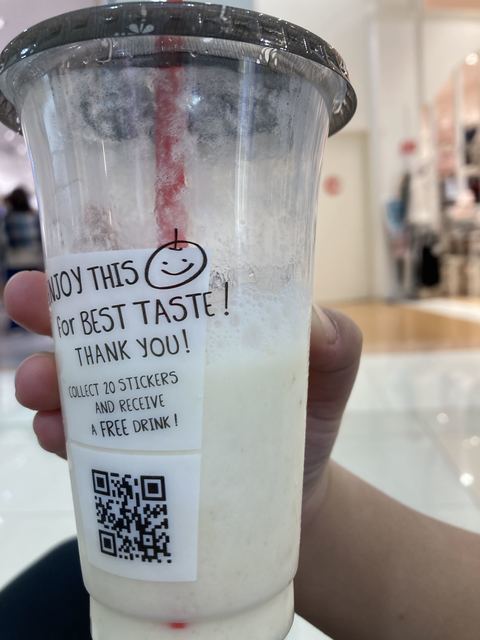 NJOY THIS
for BEST TASTE!
THANK YOU!
COLLECT 20 STICKERS
AND RECEIVE
A FREE DRINK!